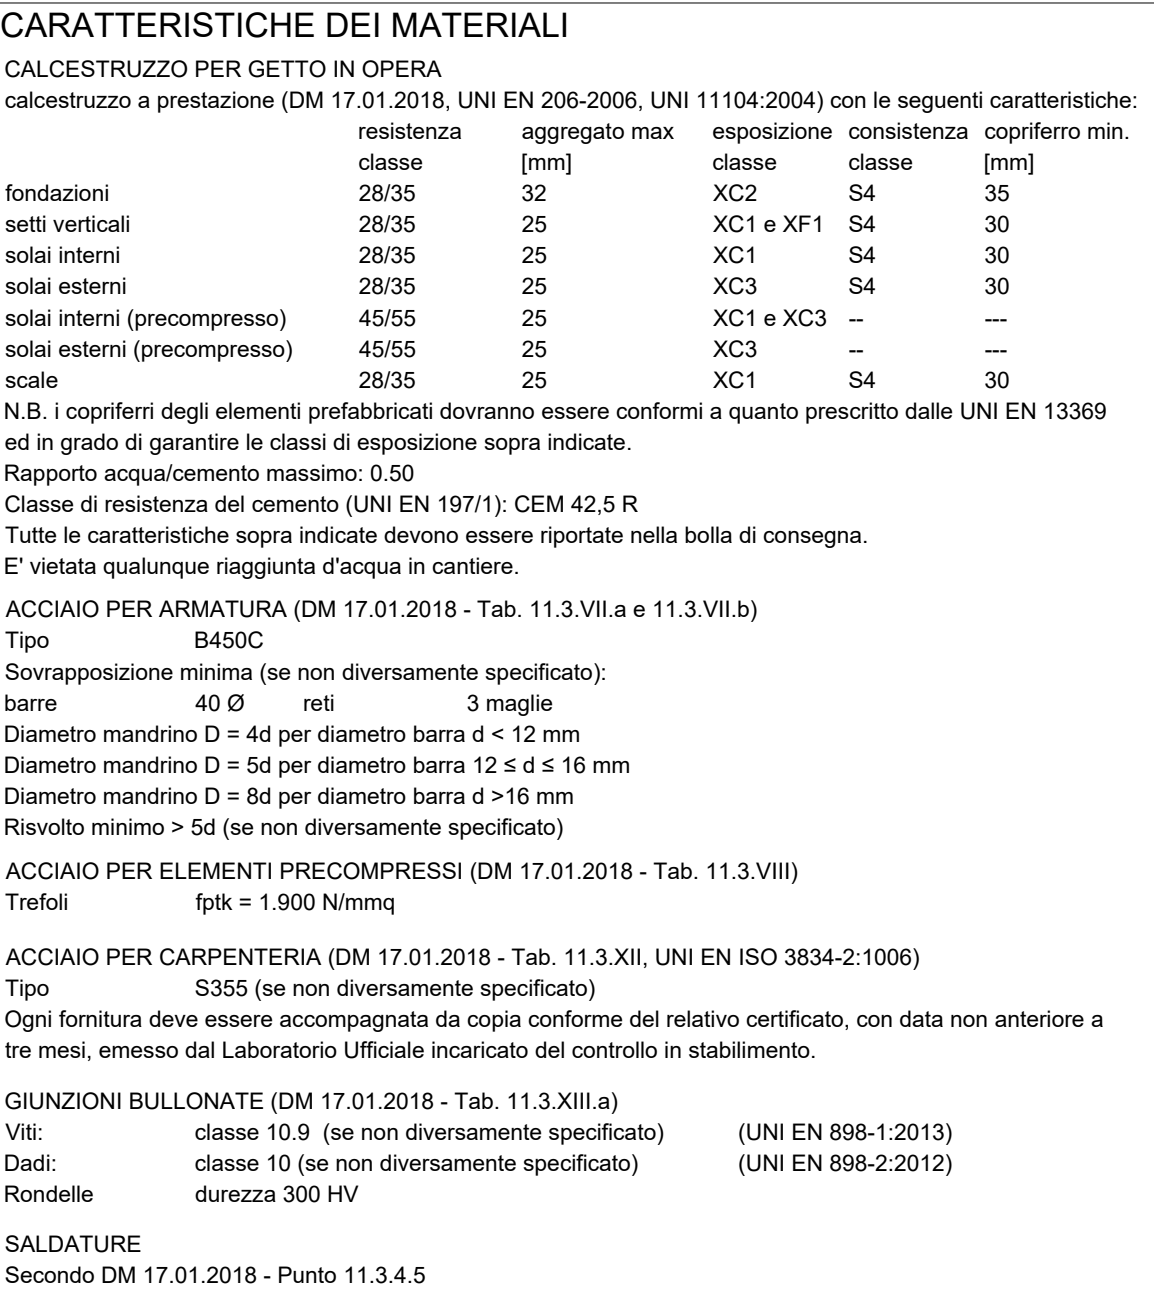 CARATTERISTICHE DEI MATERIALI
CALCESTRUZZO PER GETTO IN OPERA
calcestruzzo a prestazione (DM 17.01.2018, UNI EN 206-2006, UNI 11104:2004) con le seguenti caratteristiche:
resistenza aggregato max esposizione consistenza copriferro min.
classe [mm] classe classe [mm]
fondazioni 28/35 32 XC2 S4 35
setti verticali 28/35 25 XC1 e XF1 S4 30
solai interni 28/35 25 XC1 S4 30
solai esterni 28/35 25 XC3 S4 30
solai interni (precompresso) 45/55 25 XC1 e XC3 -- ---
solai esterni (precompresso) 45/55 25 XC3 -- ---
scale 28/35 25 XC1 S4 30
N.B. i copriferri degli elementi prefabbricati dovranno essere conformi a quanto prescritto dalle UNI EN 13369
ed in grado di garantire le classi di esposizione sopra indicate.
Rapporto acqua/cemento massimo: 0.50
Classe di resistenza del cemento (UNI EN 197/1): CEM 42,5 R
Tutte le caratteristiche sopra indicate devono essere riportate nella bolla di consegna.
E' vietata qualunque riaggiunta d'acqua in cantiere.
ACCIAIO PER ARMATURA (DM 17.01.2018 - Tab. 11.3.VII.a e 11.3.VII.b)
Tipo B450C
Sovrapposizione minima (se non diversamente specificato):
barre 40 Ø reti 3 maglie
Diametro mandrino D = 4d per diametro barra d < 12 mm
Diametro mandrino D = 5d per diametro barra 12 ≤ d ≤ 16 mm
Diametro mandrino D = 8d per diametro barra d >16 mm
Risvolto minimo > 5d (se non diversamente specificato)
ACCIAIO PER ELEMENTI PRECOMPRESSI (DM 17.01.2018 - Tab. 11.3.VIII)
Trefoli fptk = 1.900 N/mmq
ACCIAIO PER CARPENTERIA (DM 17.01.2018 - Tab. 11.3.XII, UNI EN ISO 3834-2:1006)
Tipo S355 (se non diversamente specificato)
Ogni fornitura deve essere accompagnata da copia conforme del relativo certificato, con data non anteriore a
tre mesi, emesso dal Laboratorio Ufficiale incaricato del controllo in stabilimento.
GIUNZIONI BULLONATE (DM 17.01.2018 - Tab. 11.3.XIII.a)
Viti: classe 10.9 (se non diversamente specificato) (UNI EN 898-1:2013)
Dadi: classe 10 (se non diversamente specificato) (UNI EN 898-2:2012)
Rondelle durezza 300 HV
SALDATURE
Secondo DM 17.01.2018 - Punto 11.3.4.5